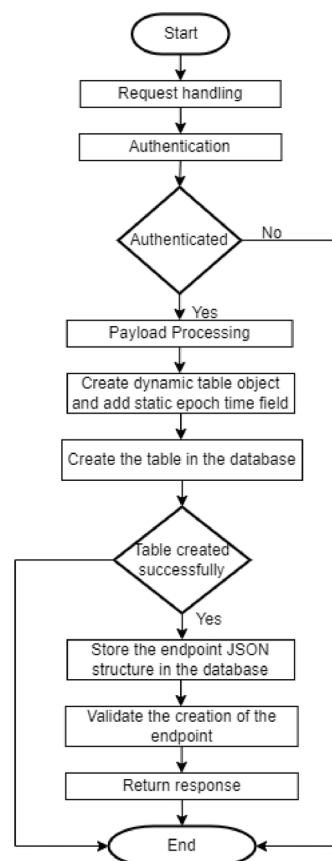 Start
Request handling
Authentication
Authenticated
No
Yes
Payload Processing
Create dynamic table object
and add static epoch time field
Create the table in the database
Table created
successfully
Yes
Store the endpoint JSON
structure in the database
Validate the creation of the
endpoint
Return response
End